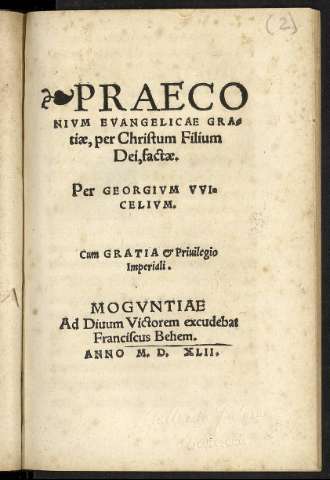 (2)
PRAECO
NIVM EVANGELICAE GRA-
tiæ, per Christum Filium
Dei, factæ.
Per GEORGIVM VVI-
CELIVM.
Cum GRATIA & Priuilegio
Imperiali.
MOGVNTIAE
Ad Diuum Victorem excudebat
Franciscus Behem.
ANNO M. D. XLII.